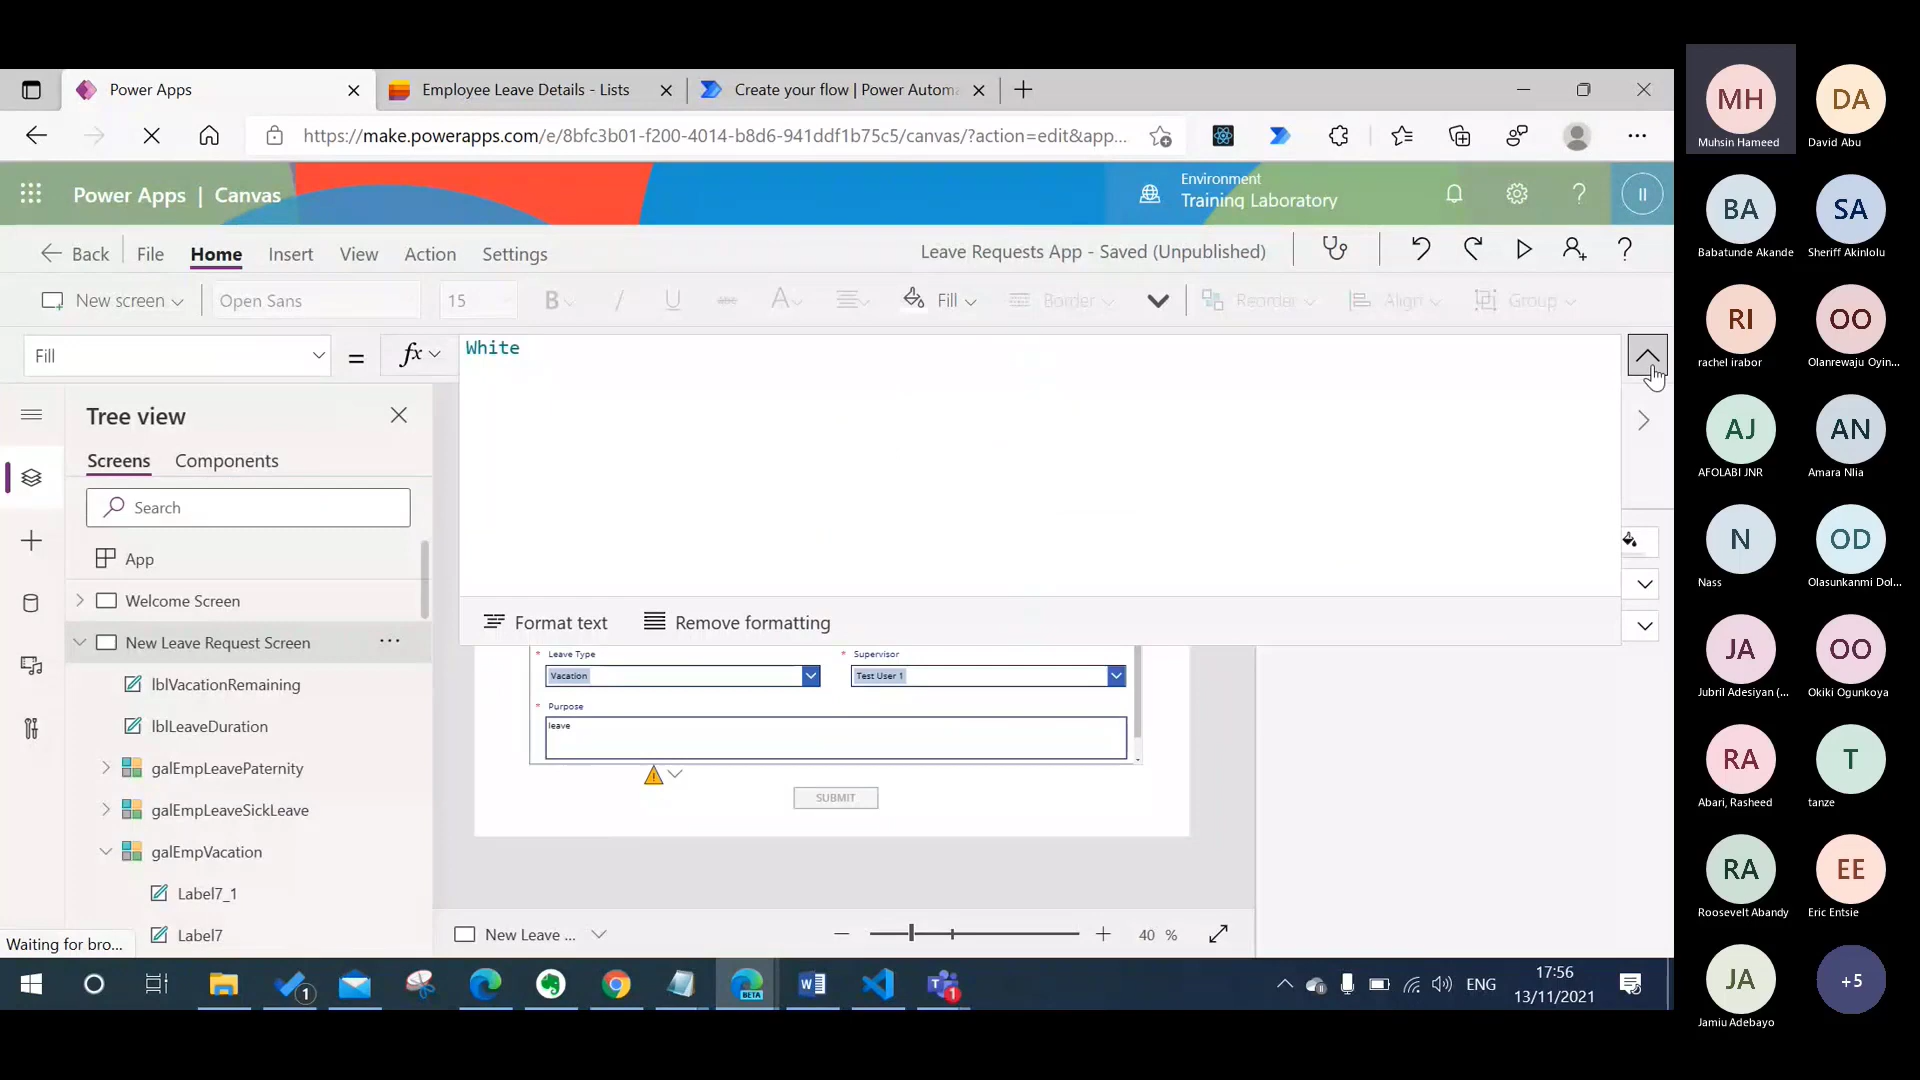 Power Apps
Employee Leave Details - Lists
Create your flow | Power Autom
https://make.powerapps.com/e/8bfc3b01-f200-4014-b8d6-941ddf1b75c5/canvas/?action=edit&app...
Power Apps | Canvas
Environment
Training Laboratory
II
Back
File
Home
Insert
View
Action
Settings
Leave Requests App - Saved (Unpublished)
New screen
Open Sans
15
B
Fill
Border
Reorder
Align
Group
Fill
=
fx
White
Tree view
Screens
Components
Search
App
Welcome Screen
New Leave Request Screen
lblVacationRemaining
lblLeaveDuration
galEmpLeavePaternity
galEmpLeaveSickLeave
galEmpVacation
Label7_1
Label7
Format text
Remove formatting
* Leave Type
* Supervisor
Vacation
Test User 1
* Purpose
leave
SUBMIT
Waiting for bro...
New Leave ...
40 %
1
BETA
1
ENG
17:56
13/11/2021
MH
Muhsin Hameed
DA
David Abu
BA
Babatunde Akande
SA
Sheriff Akinlolu
RI
rachel irabor
OO
Olanrewaju Oyin...
AJ
AFOLABI JNR
AN
Amara Nlia
N
Nass
OD
Olasunkanmi Dol...
JA
Jubril Adesiyan (...
OO
Okiki Ogunkoya
RA
Abari, Rasheed
T
tanze
RA
Roosevelt Abandy
EE
Eric Entsie
JA
Jamiu Adebayo
+5